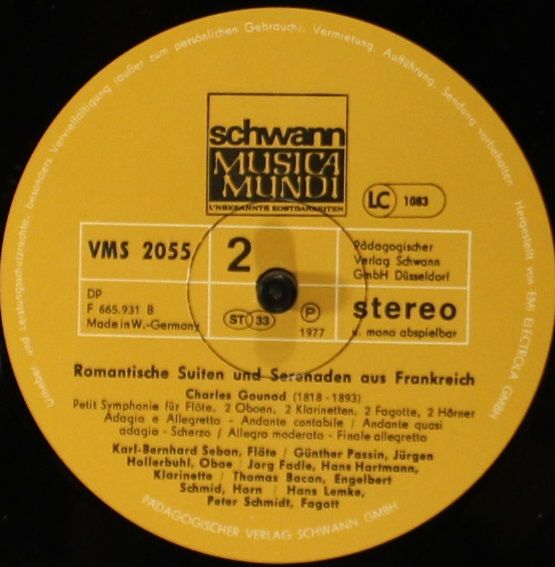 Urheber und Leistungsschutzrechte, besonders Vervielfältigung (außer zum persönlichen Gebrauch), Vermietung, Aufführung, Sendung vorbehalten. Hergestellt von EMI ELECTROLA GMBH
schwann
MUSICA
MUNDI
UNBEKANNTE KOSTBARKEITEN
LC 1083
VMS 2055
2
Pädagogischer
Verlag Schwann
GmbH Düsseldorf
DP
F 665.931 B
Made in W.-Germany
ST 33
P
1977
stereo
u. mono abspielbar
Romantische Suiten und Serenaden aus Frankreich
Charles Gounod (1818 - 1893)
Petit Symphonie für Flöte, 2 Oboen, 2 Klarinetten, 2 Fagotte, 2 Hörner
Adagio e Allegretto - Andante contabile / Andante quasi
adagio - Scherzo / Allegro moderato - Finale allegretto
Karl-Bernhard Sebon, Flöte / Günther Passin, Jürgen
Hollerbuhl, Oboe / Jorg Fadle, Hans Hartmann,
Klarinette / Thomas Bacon, Engelbert
Schmid, Horn / Hans Lemke,
Peter Schmidt, Fagott
PÄDAGOGISCHER VERLAG SCHWANN GMBH